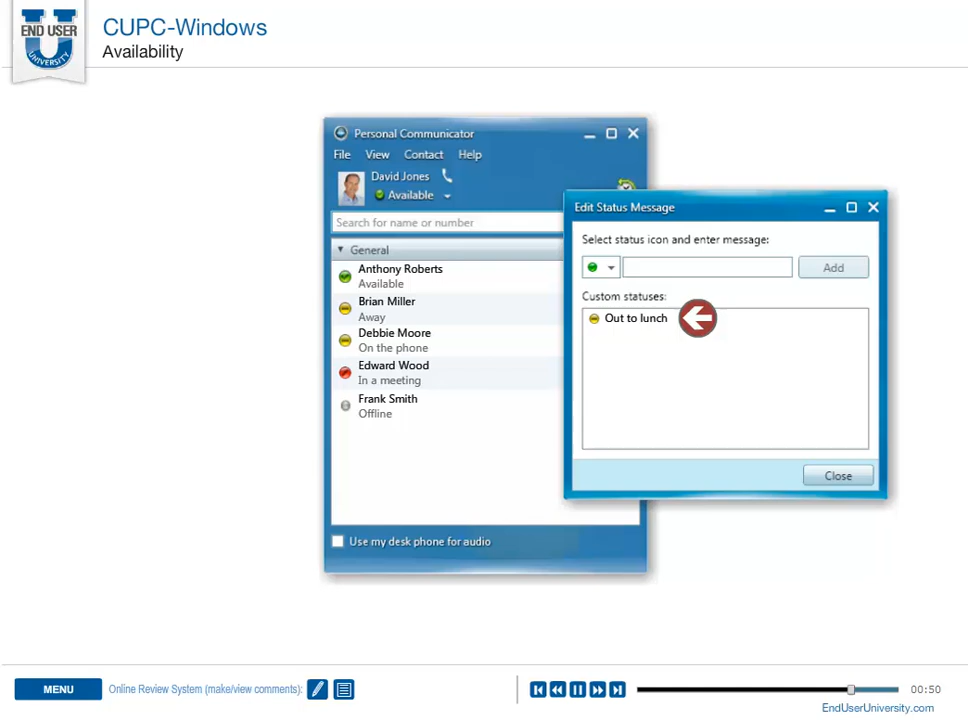 END USER
U
UNIVERSITY
CUPC-Windows
Availability
Personal Communicator
File View Contact Help
David Jones
Available
Search for name or number
General
Anthony Roberts
Available
Brian Miller
Away
Debbie Moore
On the phone
Edward Wood
In a meeting
Frank Smith
Offline
Use my desk phone for audio
Edit Status Message
Select status icon and enter message:
Add
Custom statuses:
Out to lunch
Close
MENU
Online Review System (make/view comments):
00:50
EndUserUniversity.com